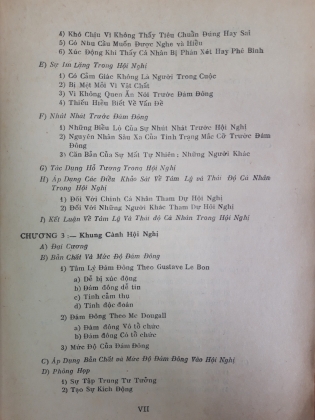 4) Khó Chịu Vì Không Thấy Tiêu Chuẩn Đúng Hay Sai
5) Có Nhu Cầu Muốn Được Nghe và Hiểu
6) Xúc Động Khi Thấy Cá Nhân Bị Phán Xét Hay Phê Bình
E) Sự Im Lặng Trong Hội Nghị
1) Có Cảm Giác Không Là Người Trong Cuộc
2) Bị Mệt Mỏi Vì Vật Chất
3) Vì Không Quen Ăn Nói Trước Đám Đông
4) Thiếu Hiểu Biết Về Vấn Đề
F) Nhút Nhát Trước Đám Đông
1) Những Biểu Lộ Của Sự Nhút Nhát Trước Hội Nghị
2) Nguyên Nhân Sâu Xa Của Tình Trạng Mắc Cỡ Trước Đám
Đông
3) Căn Bản Của Sự Mất Tự Nhiên; Những Người Khác
G) Tác Dụng Hỗ Tương Trong Hội Nghị
H) Áp Dụng Các Điều Khảo Sát Về Tâm Lý và Thái Độ Cá Nhân
Trong Hội Nghị
1) Đối Với Chính Cá Nhân Tham Dự Hội Nghị
2) Đối Với Những Người Khác Tham Dự Hội Nghị
I) Kết Luận Về Tâm Lý Và Thái độ Cá Nhân Trong Hội Nghị
CHƯƠNG 3 :— Khung Cảnh Hội Nghị
A) Đại Cương
B) Bản Chất Và Mức Độ Đám Đông
1) Tâm Lý Đám Đông Theo Gustave Le Bon
a) Dễ bị xúc động
b) Đám đông dễ tin
c) Tính cẩm thụ
d) Tính độc đoán
2) Đám Đông Theo Mc Dougall
a) Đám đông Vô tổ chức
b) Đám đông Có tổ chức
3) Mức Độ Của Đám Đông
C) Áp Dụng Bản Chất và Mức Độ Đám Đông Vào Hội Nghị
D) Phòng Họp
1) Sự Tập Trung Tư Tưởng
2) Tạo Sự Kích Động
VII